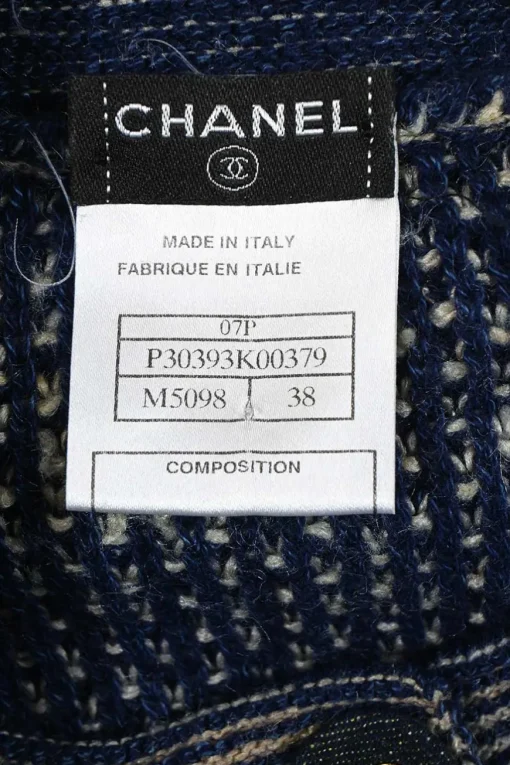 CHANEL
MADE IN ITALY
FABRIQUE EN ITALIE
07P
P30393K00379
M5098 38
COMPOSITION